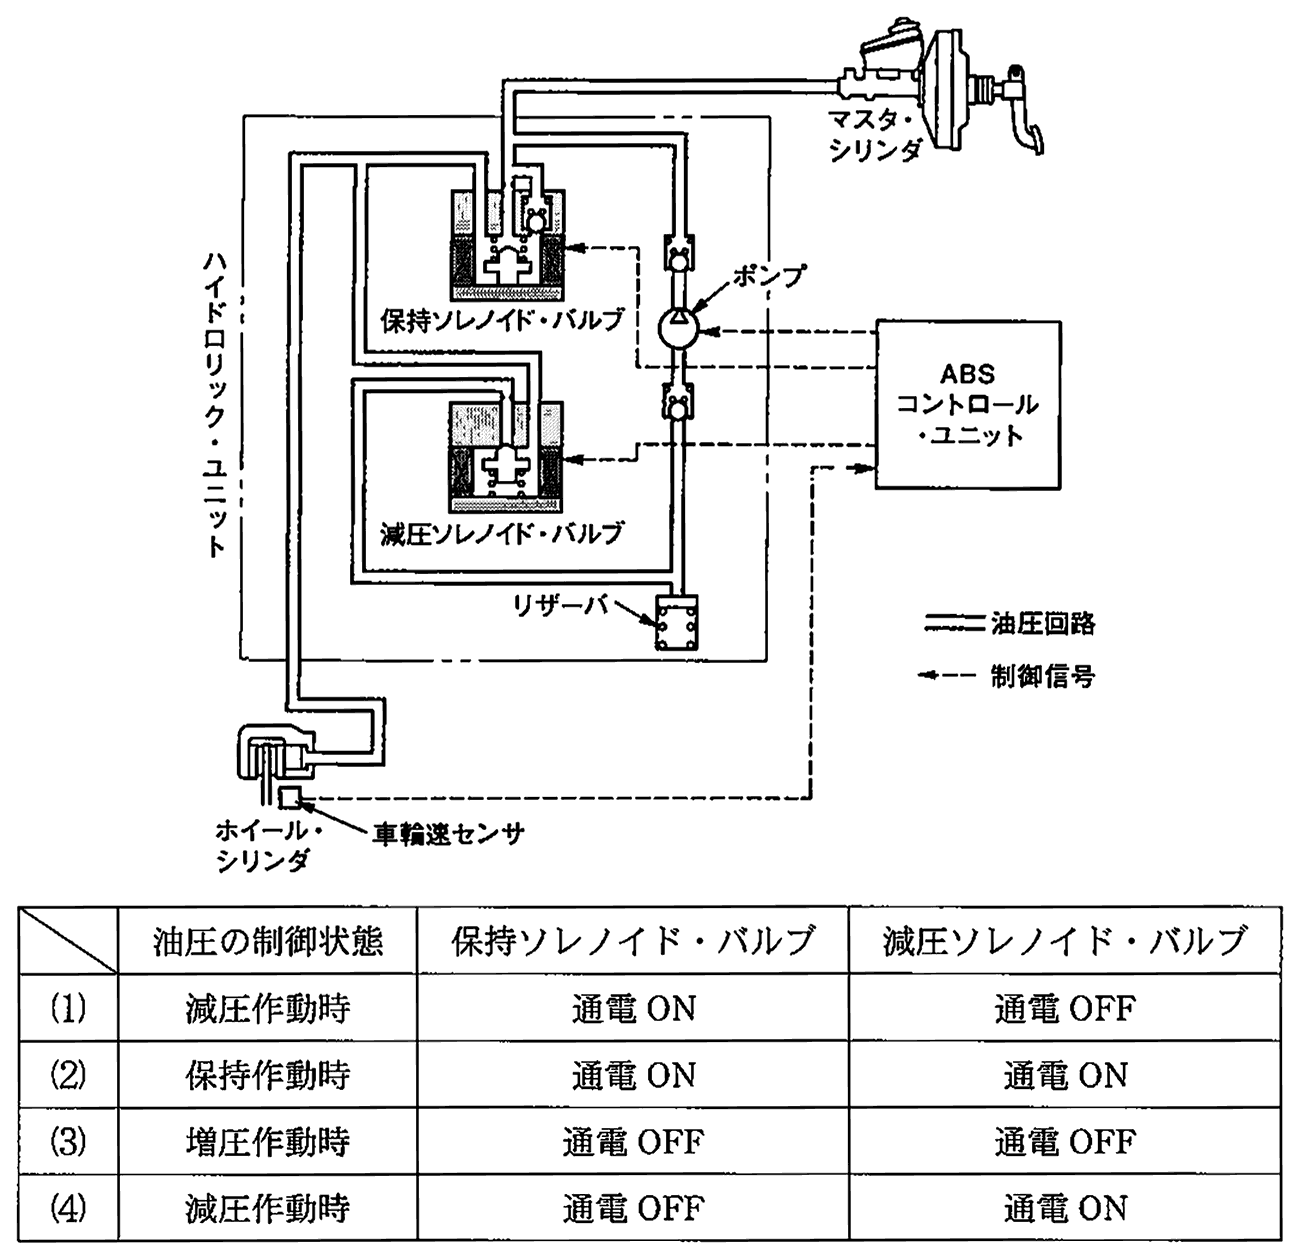 マスタ・
シリンダ
ハイドロリック・ユニット
ポンプ
保持ソレノイド・バルブ
ABS
コントロール
・ユニット
減圧ソレノイド・バルブ
リザーバ
油圧回路
制御信号
ホイール・
シリンダ
車輪速センサ
油圧の制御状態 保持ソレノイド・バルブ 減圧ソレノイド・バルブ
(1) 減圧作動時 通電 ON 通電 OFF
(2) 保持作動時 通電 ON 通電 ON
(3) 増圧作動時 通電 OFF 通電 OFF
(4) 減圧作動時 通電 OFF 通電 ON